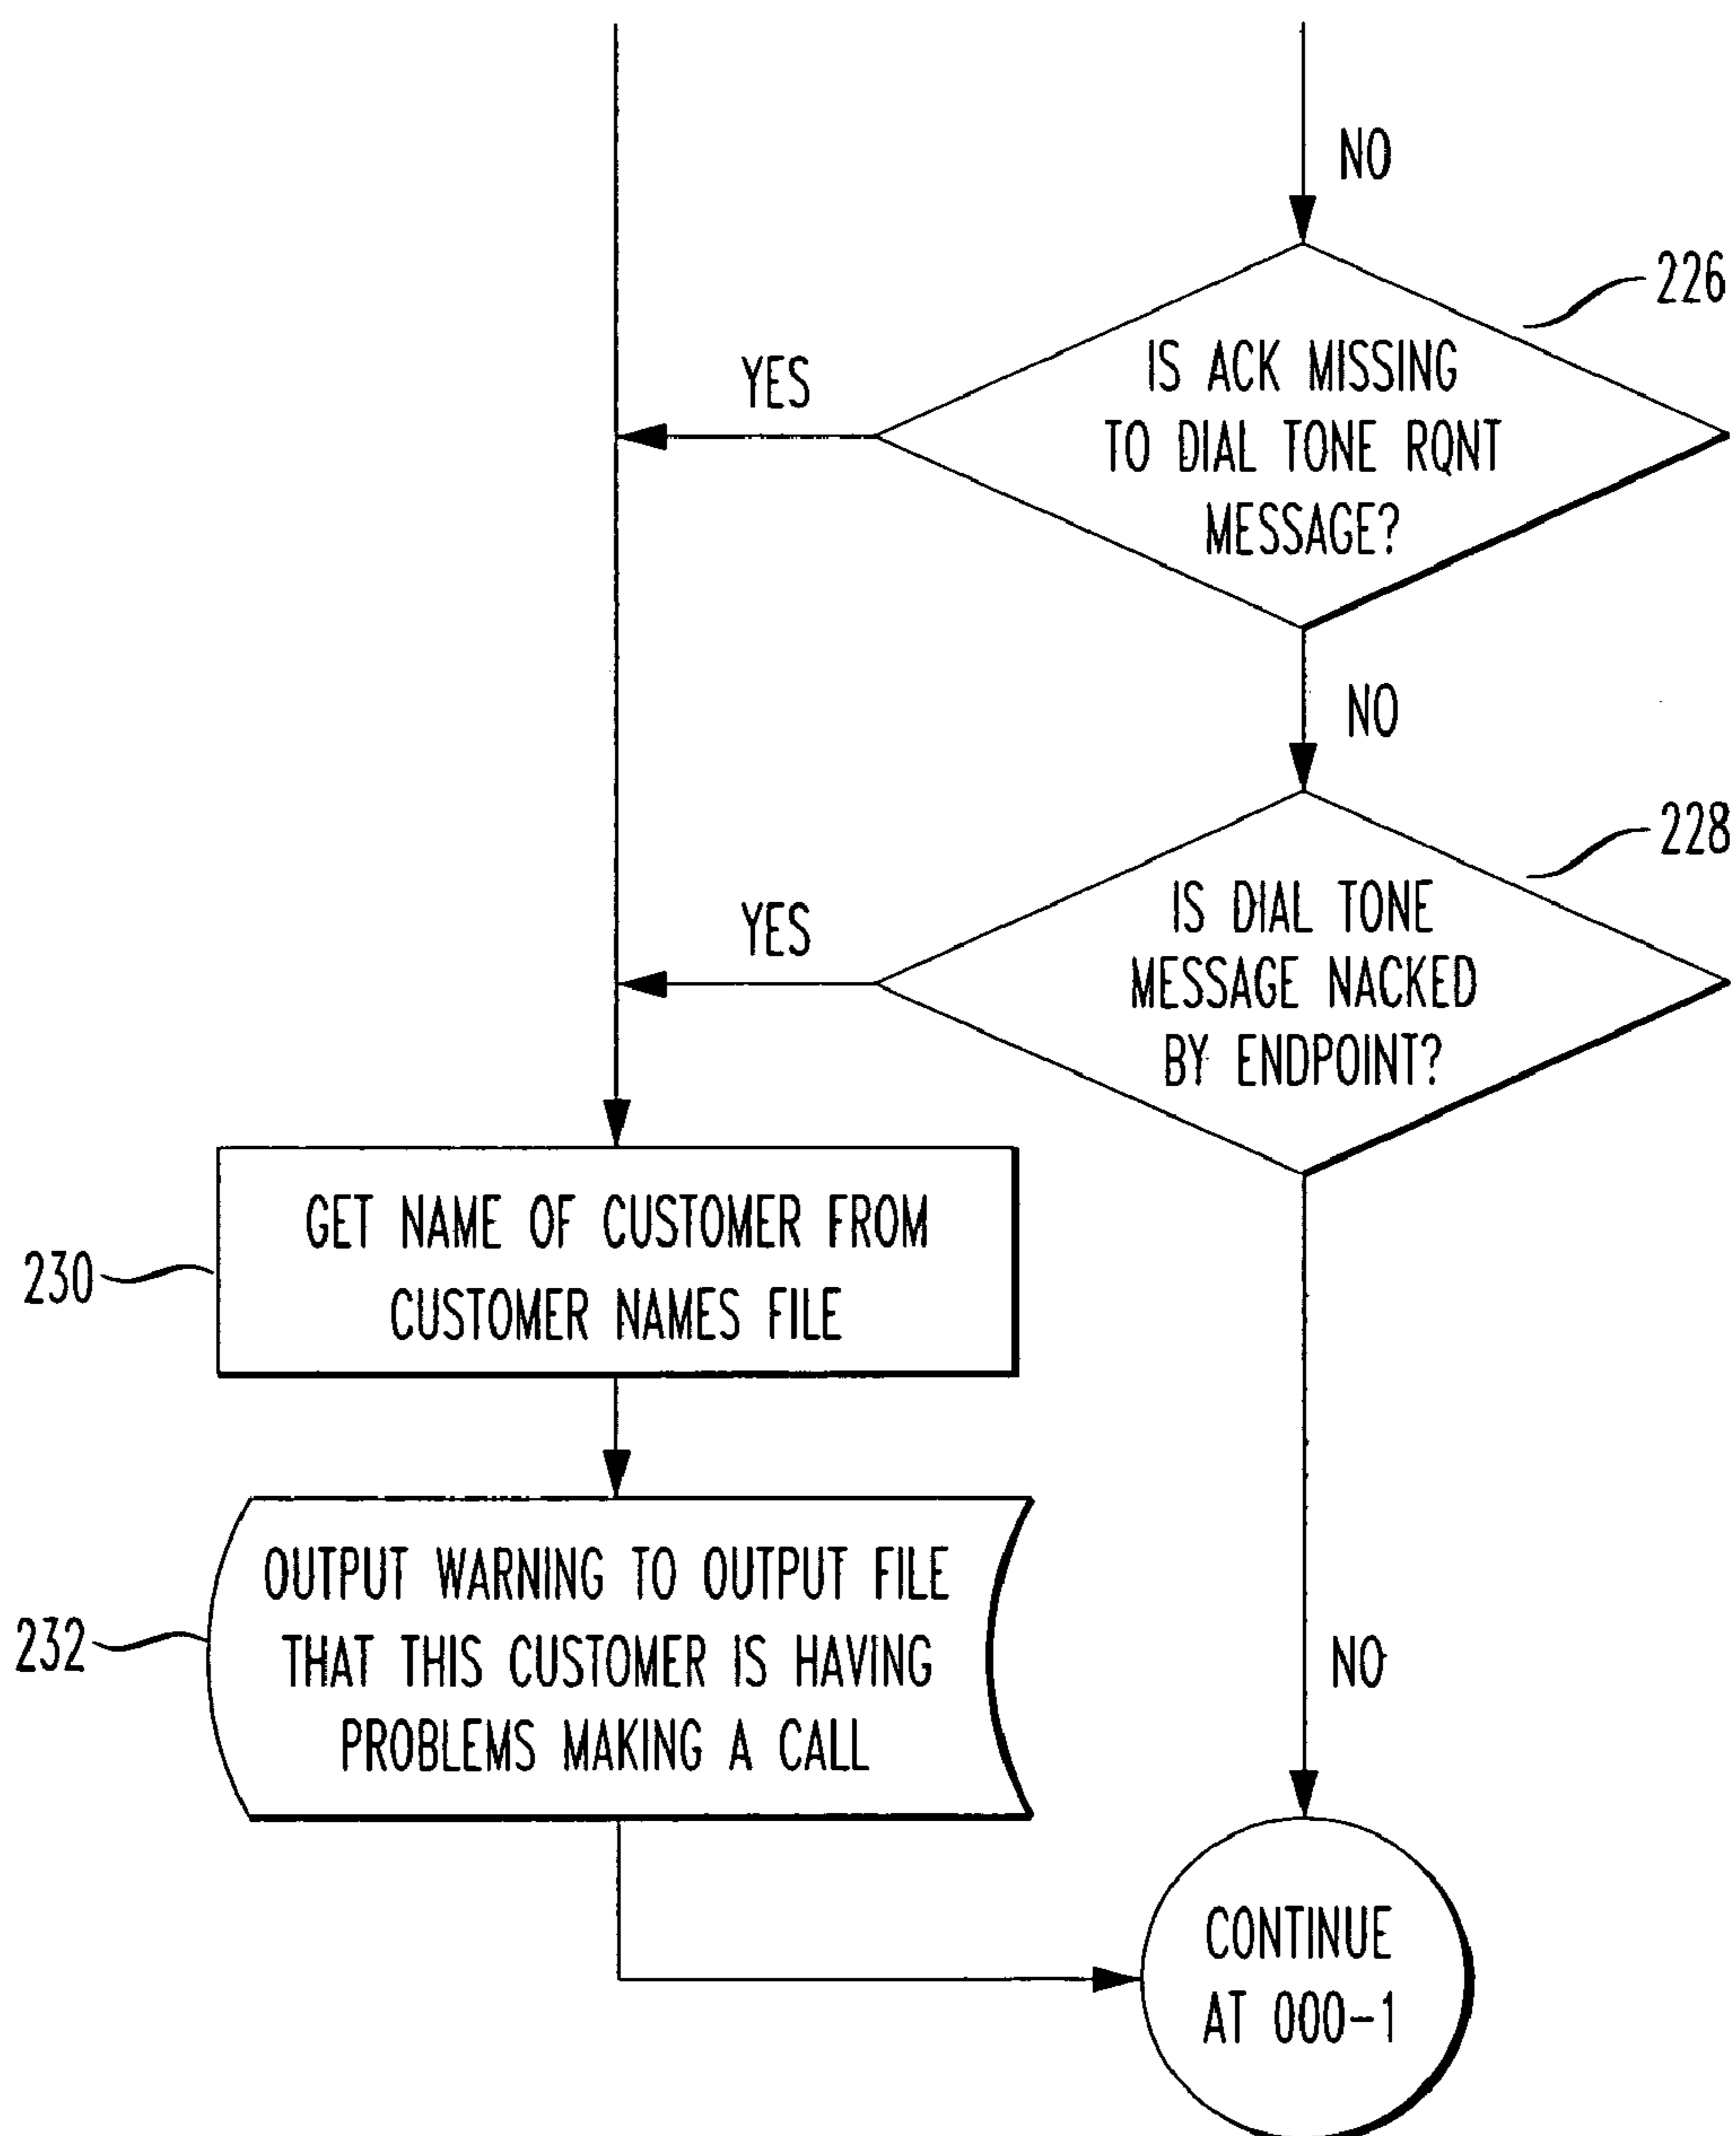 NO
226
IS ACK MISSING
TO DIAL TONE RQNT
MESSAGE?
YES
NO
228
IS DIAL TONE
MESSAGE NACKED
BY ENDPOINT?
YES
230
GET NAME OF CUSTOMER FROM
CUSTOMER NAMES FILE
232
OUTPUT WARNING TO OUTPUT FILE
THAT THIS CUSTOMER IS HAVING
PROBLEMS MAKING A CALL
NO
CONTINUE
AT 000-1